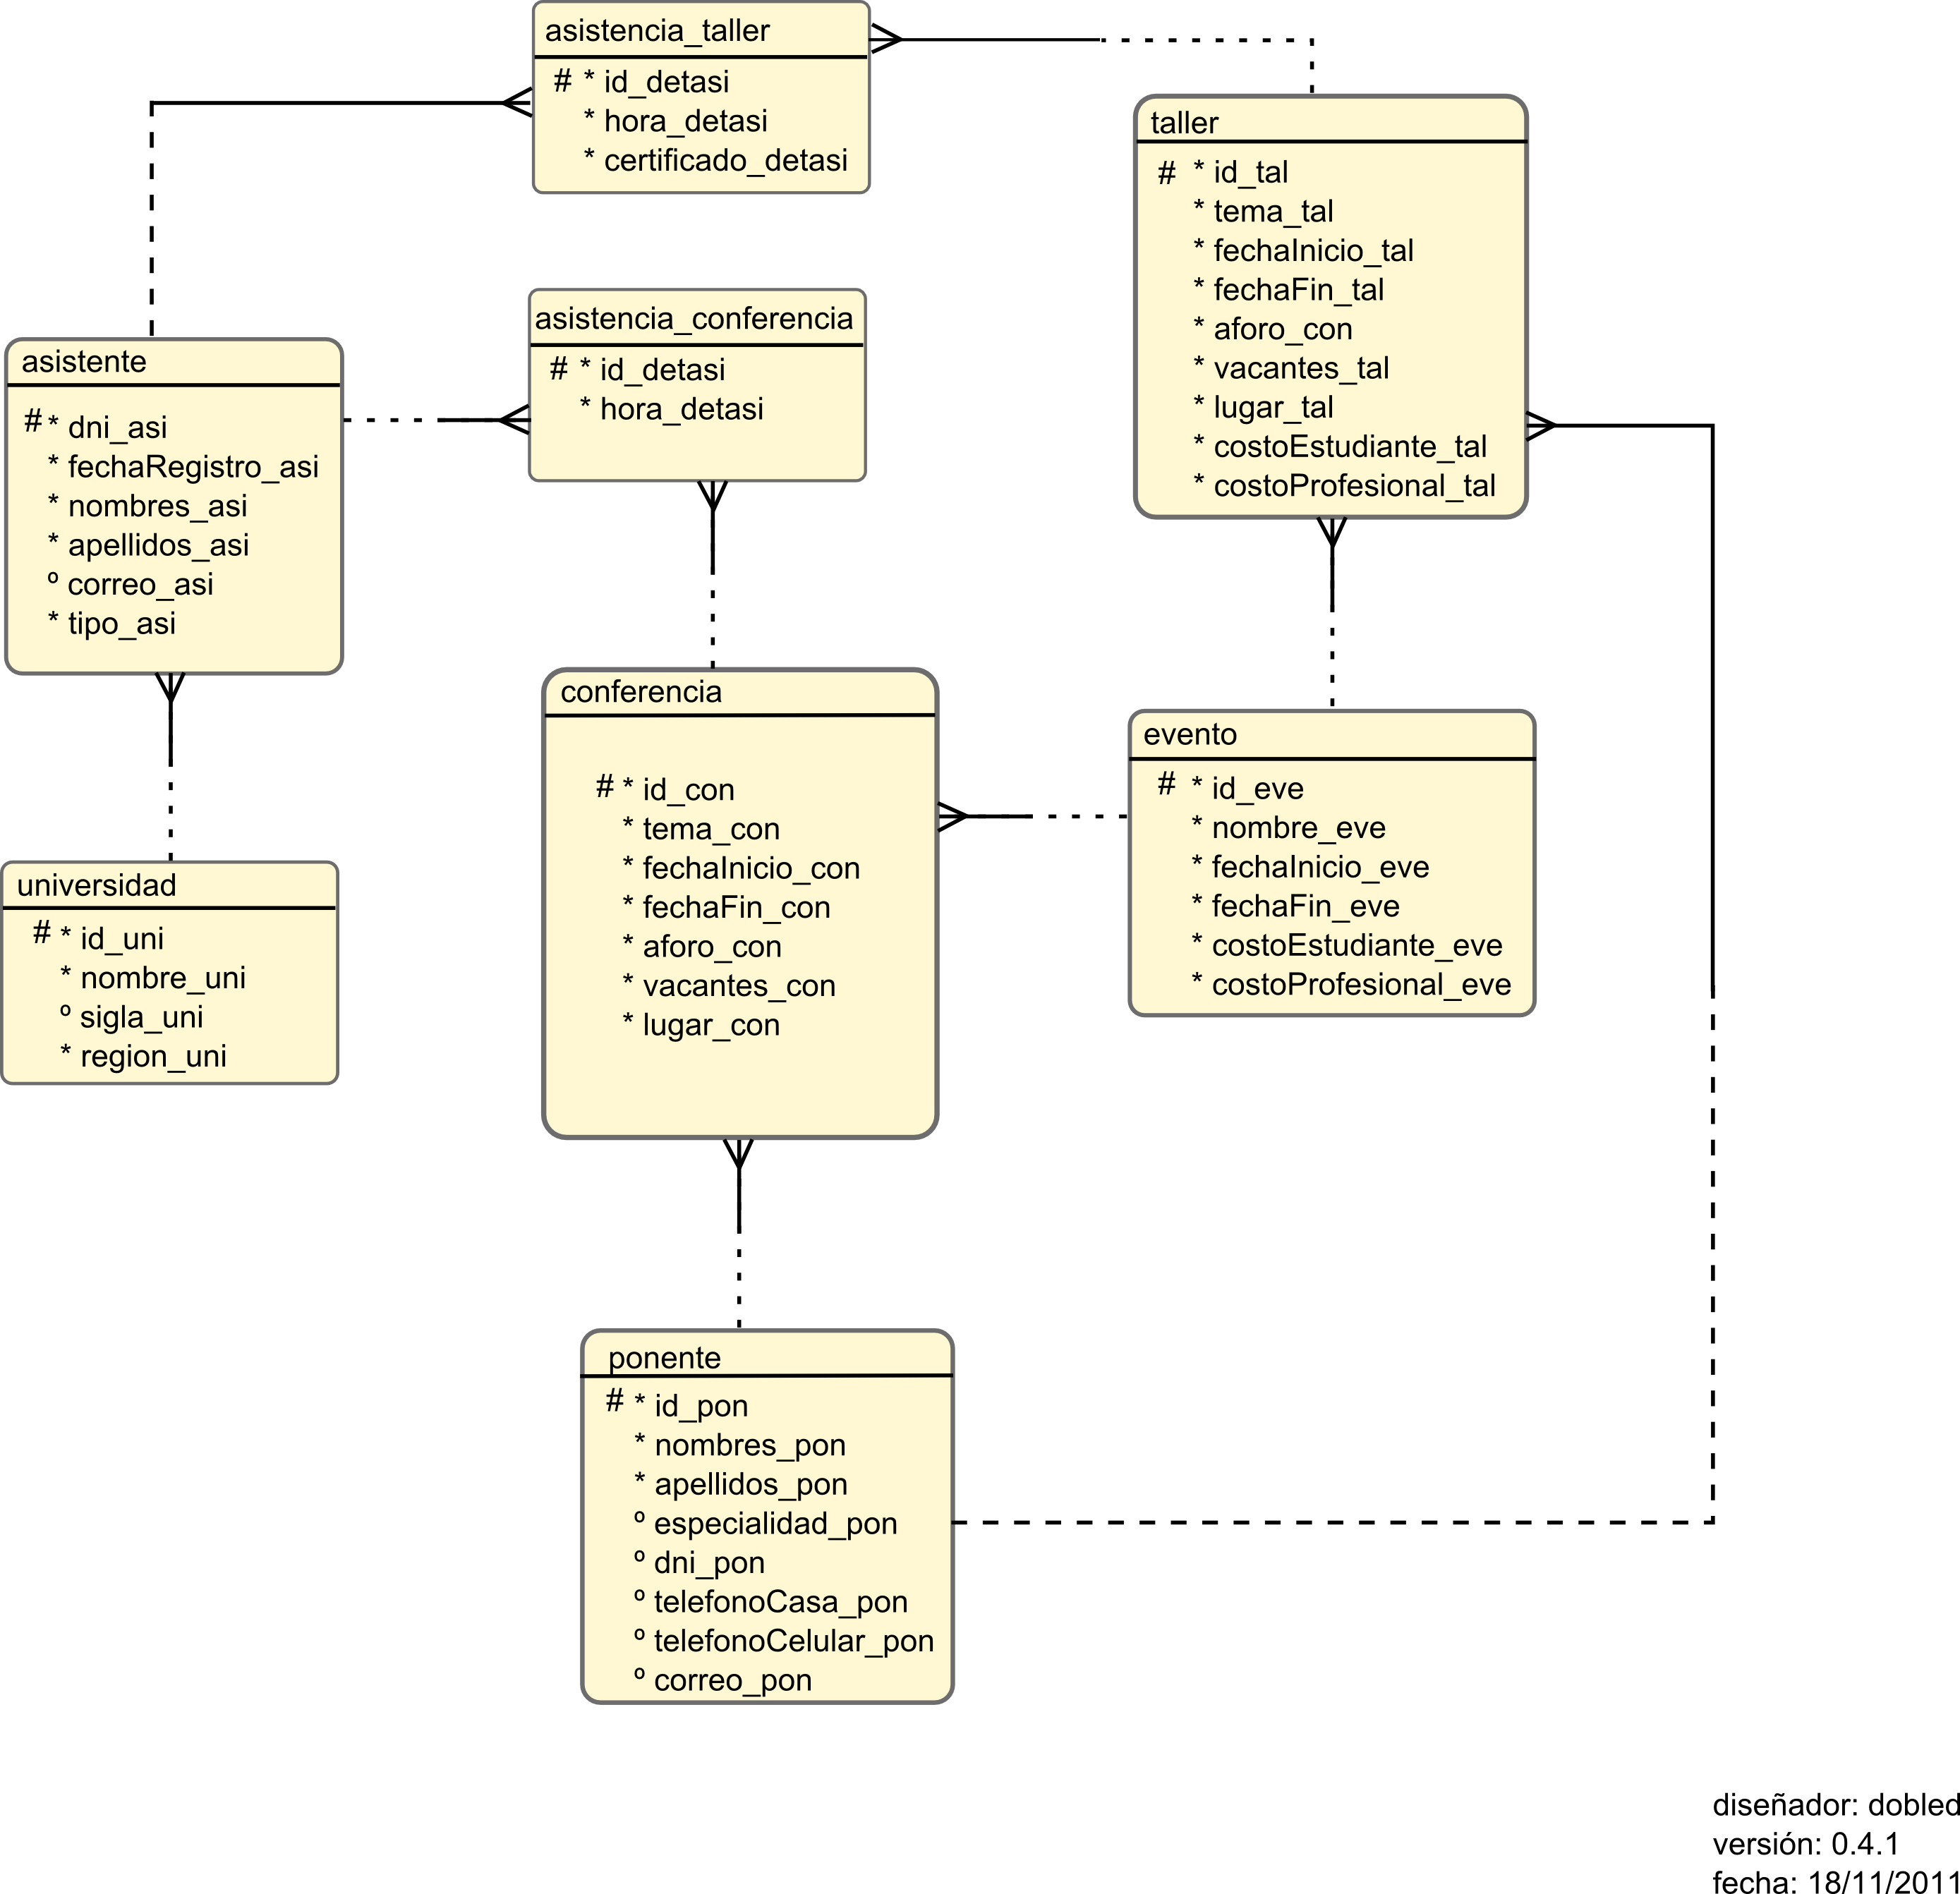 asistencia_taller
# * id_detasi
* hora_detasi
* certificado_detasi
taller
# * id_tal
* tema_tal
* fechaInicio_tal
* fechaFin_tal
* aforo_con
* vacantes_tal
* lugar_tal
* costoEstudiante_tal
* costoProfesional_tal
asistencia_conferencia
# * id_detasi
* hora_detasi
asistente
# * dni_asi
* fechaRegistro_asi
* nombres_asi
* apellidos_asi
º correo_asi
* tipo_asi
conferencia
# * id_con
* tema_con
* fechaInicio_con
* fechaFin_con
* aforo_con
* vacantes_con
* lugar_con
evento
# * id_eve
* nombre_eve
* fechaInicio_eve
* fechaFin_eve
* costoEstudiante_eve
* costoProfesional_eve
universidad
# * id_uni
* nombre_uni
º sigla_uni
* region_uni
ponente
# * id_pon
* nombres_pon
* apellidos_pon
º especialidad_pon
º dni_pon
º telefonoCasa_pon
º telefonoCelular_pon
º correo_pon
diseñador: dobled
versión: 0.4.1
fecha: 18/11/2011